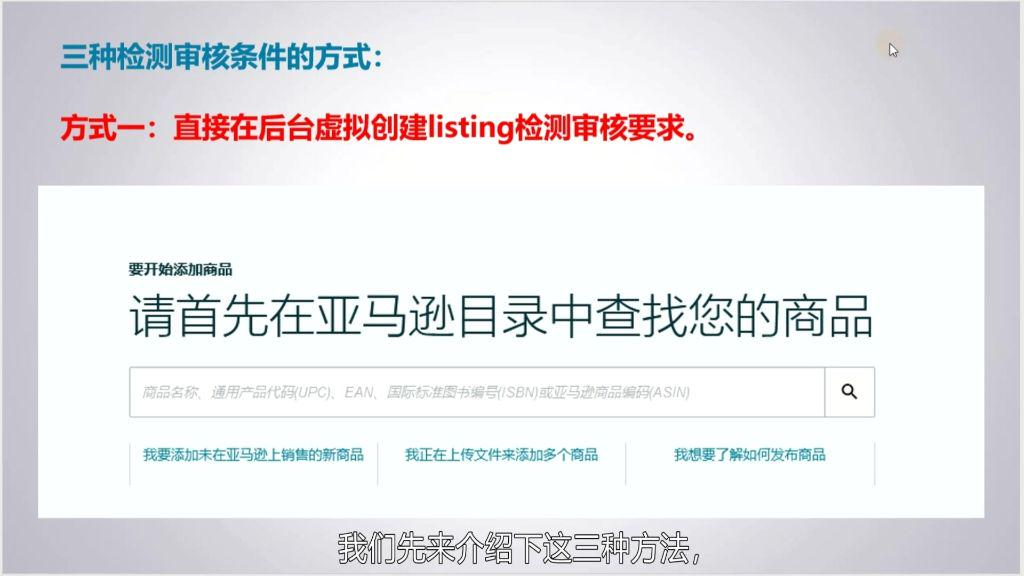 三种检测审核条件的方式：
方式一：直接在后台虚拟创建listing检测审核要求。
要开始添加商品
请首先在亚马逊目录中查找您的商品
商品名称、通用产品代码(UPC)、EAN、国际标准图书编号(ISBN)或亚马逊商品编码(ASIN)
我要添加未在亚马逊上销售的新商品
我正在上传文件来添加多个商品
我想要了解如何发布商品
我们先来介绍下这三种方法，